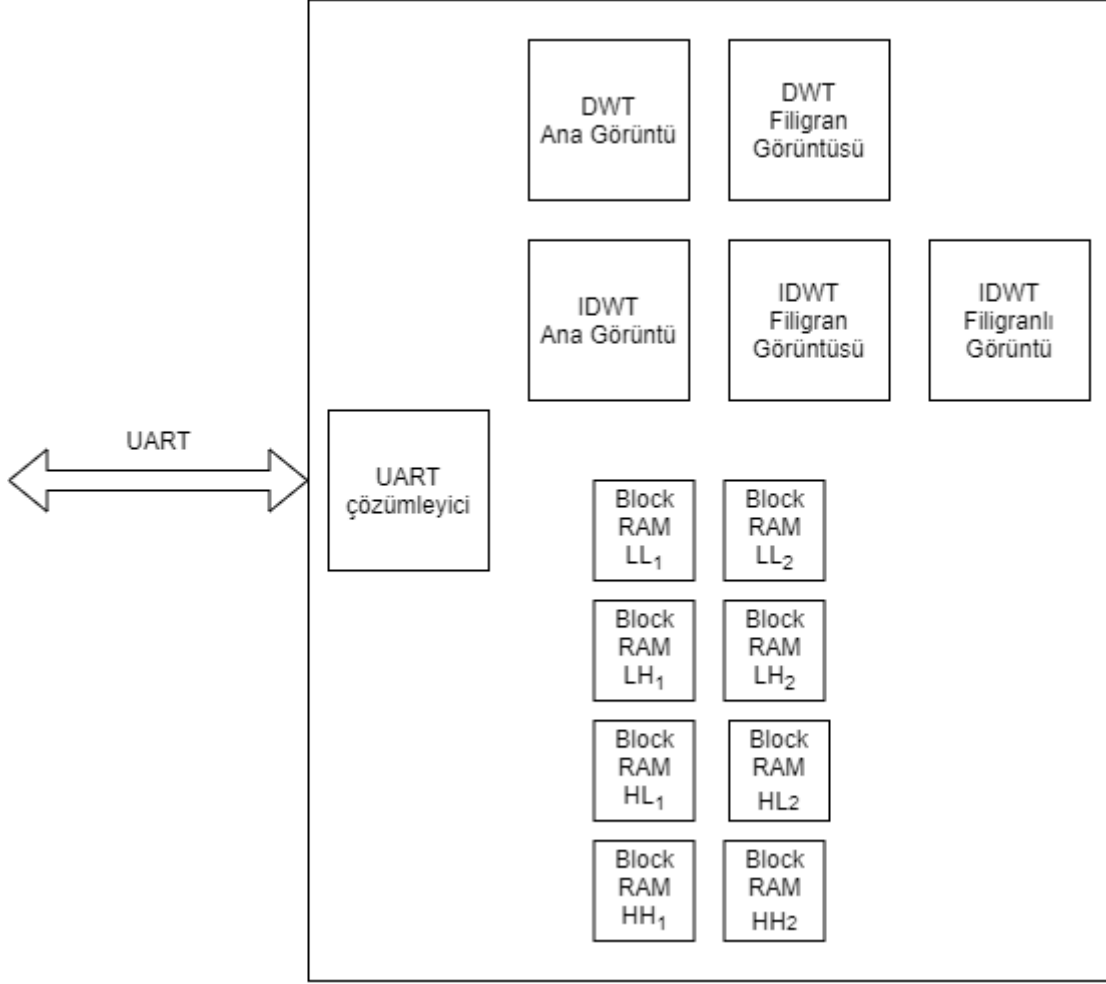 DWT
Ana Görüntü
DWT
Filigran
Görüntüsü
IDWT
Ana Görüntü
IDWT
Filigran
Görüntüsü
IDWT
Filigranlı
Görüntü
UART
UART
çözümleyici
Block
RAM
LL₁
Block
RAM
LL₂
Block
RAM
LH₁
Block
RAM
LH₂
Block
RAM
HL₁
Block
RAM
HL₂
Block
RAM
HH₁
Block
RAM
HH₂